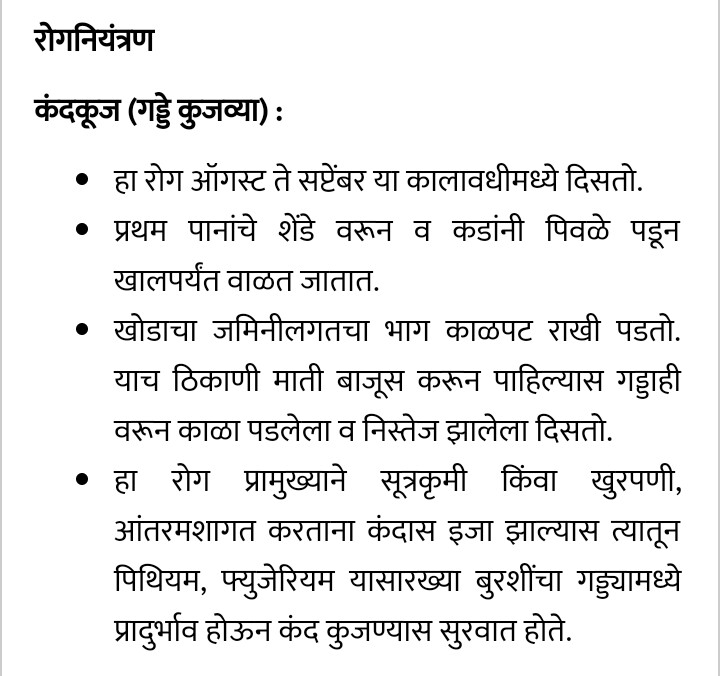 रोगनियंत्रण
कंदकूज (गड्डे कुजव्या) :
• हा रोग ऑगस्ट ते सप्टेंबर या कालावधीमध्ये दिसतो.
• प्रथम पानांचे शेंडे वरून व कडांनी पिवळे पडून
खालपर्यंत वाळत जातात.
• खोडाचा जमिनीलगतचा भाग काळपट राखी पडतो.
याच ठिकाणी माती बाजूस करून पाहिल्यास गड्डाही
वरून काळा पडलेला व निस्तेज झालेला दिसतो.
• हा रोग प्रामुख्याने सूत्रकृमी किंवा खुरपणी,
आंतरमशागत करताना कंदास इजा झाल्यास त्यातून
पिथियम, फ्युजेरियम यासारख्या बुरशींचा गड्ड्यामध्ये
प्रादुर्भाव होऊन कंद कुजण्यास सुरवात होते.